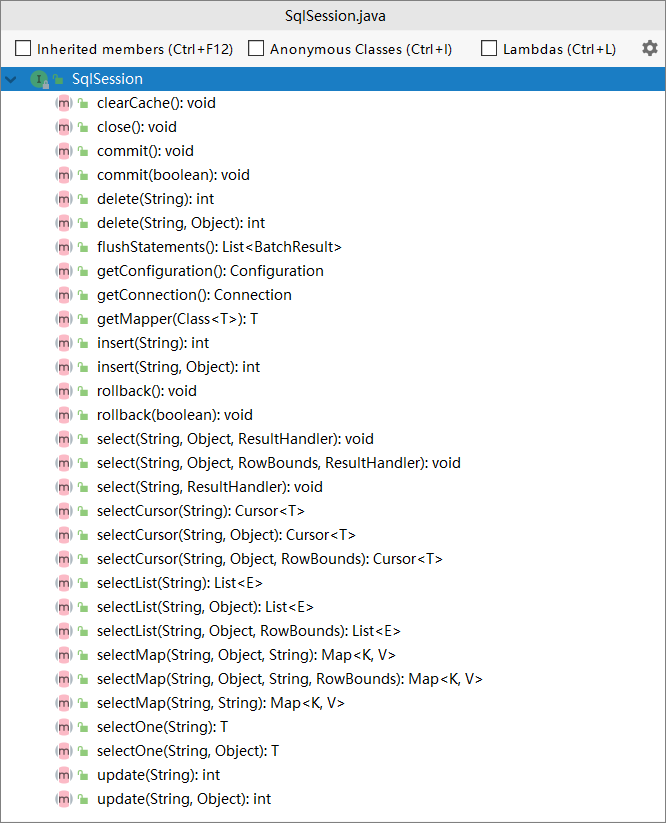 SqlSession.java
Inherited members (Ctrl+F12) Anonymous Classes (Ctrl+I) Lambdas (Ctrl+L)
I SqlSession
m clearCache(): void
m close(): void
m commit(): void
m commit(boolean): void
m delete(String): int
m delete(String, Object): int
m flushStatements(): List<BatchResult>
m getConfiguration(): Configuration
m getConnection(): Connection
m getMapper(Class<T>): T
m insert(String): int
m insert(String, Object): int
m rollback(): void
m rollback(boolean): void
m select(String, Object, ResultHandler): void
m select(String, Object, RowBounds, ResultHandler): void
m select(String, ResultHandler): void
m selectCursor(String): Cursor<T>
m selectCursor(String, Object): Cursor<T>
m selectCursor(String, Object, RowBounds): Cursor<T>
m selectList(String): List<E>
m selectList(String, Object): List<E>
m selectList(String, Object, RowBounds): List<E>
m selectMap(String, Object, String): Map<K, V>
m selectMap(String, Object, String, RowBounds): Map<K, V>
m selectMap(String, String): Map<K, V>
m selectOne(String): T
m selectOne(String, Object): T
m update(String): int
m update(String, Object): int